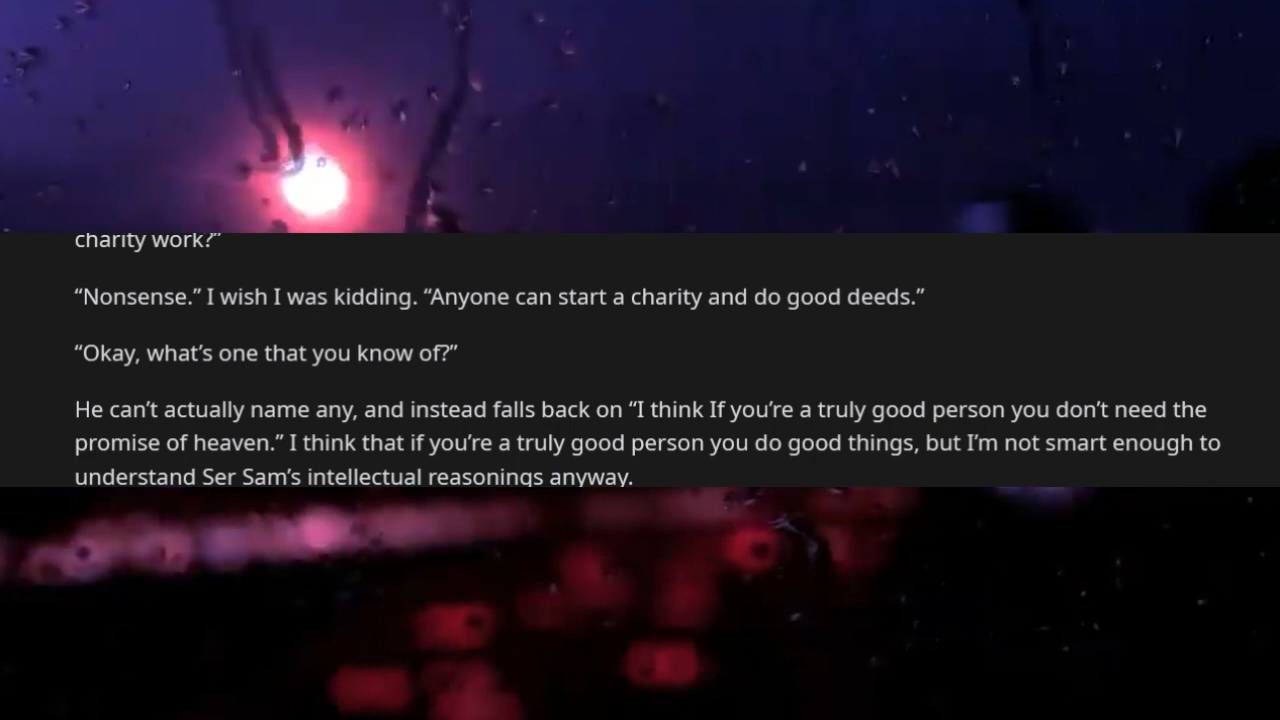 charity work?”
“Nonsense.” I wish I was kidding. “Anyone can start a charity and do good deeds.”
“Okay, what’s one that you know of?”
He can’t actually name any, and instead falls back on “I think If you’re a truly good person you don’t need the
promise of heaven.” I think that if you’re a truly good person you do good things, but I’m not smart enough to
understand Ser Sam’s intellectual reasonings anyway.